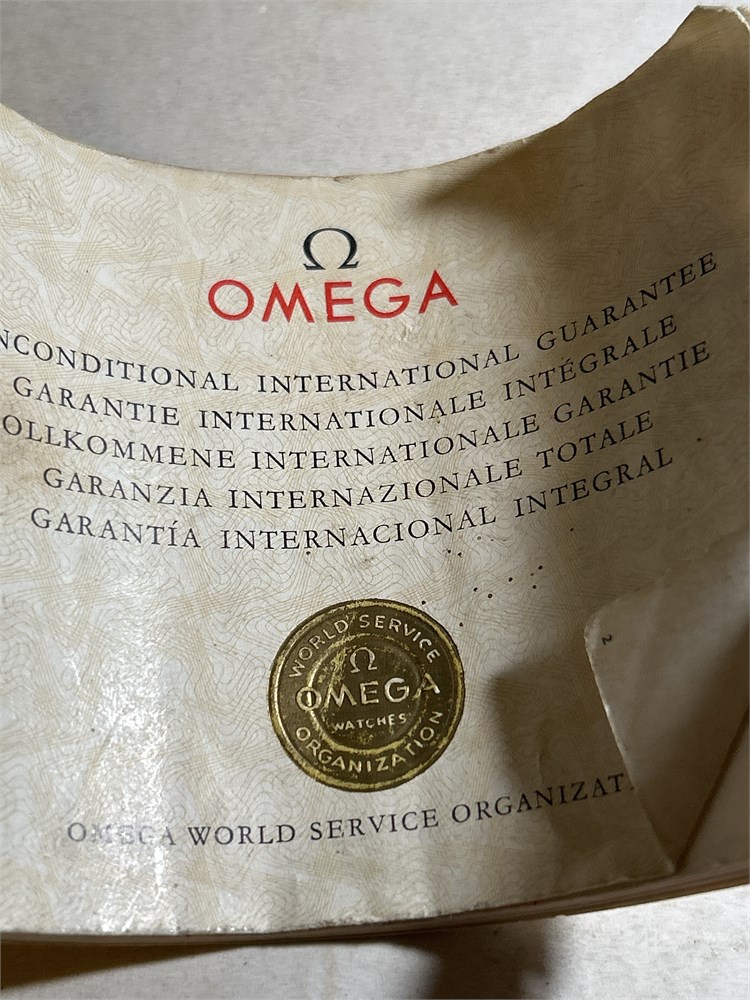 Ω
OMEGA
NCONDITIONAL INTERNATIONAL GUARANTEE
GARANTIE INTERNATIONALE INTÉGRALE
OLLKOMMENE INTERNATIONALE GARANTIE
GARANZIA INTERNAZIONALE TOTALE
GARANTÍA INTERNACIONAL INTEGRAL
2
WORLD SERVICE
Ω
OMEGA
WATCHES
ORGANIZATION
OMEGA WORLD SERVICE ORGANIZAT